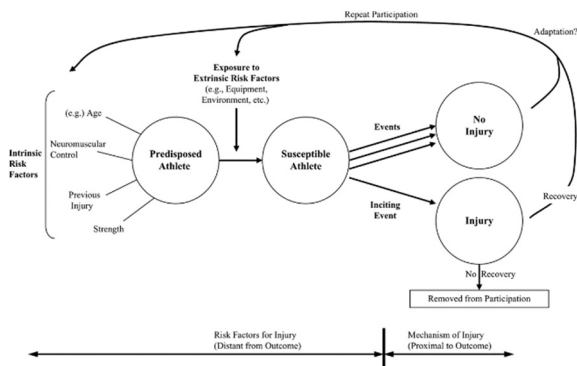 Repeat Participation
Adaptation?
Exposure to
Extrinsic Risk Factors
(e.g., Equipment,
Environment, etc.)
Intrinsic
Risk
Factors
(e.g.) Age
Neuromuscular
Control
Previous
Injury
Strength
Predisposed
Athlete
Susceptible
Athlete
Events
No
Injury
Inciting
Event
Injury
Recovery
No Recovery
Removed from Participation
Risk Factors for Injury
(Distant from Outcome)
Mechanism of Injury
(Proximal to Outcome)